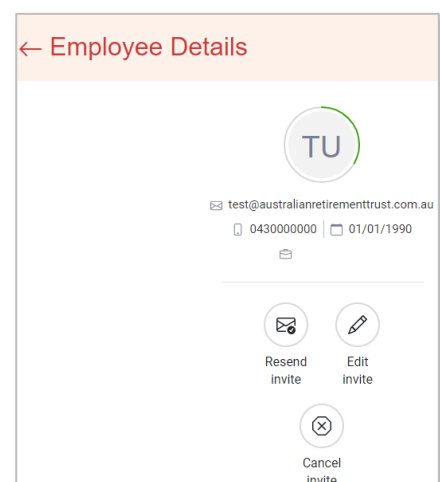 ← Employee Details
TU
test@australianretirementtrust.com.au
0430000000 01/01/1990
Resend Edit
invite invite
Cancel
invite